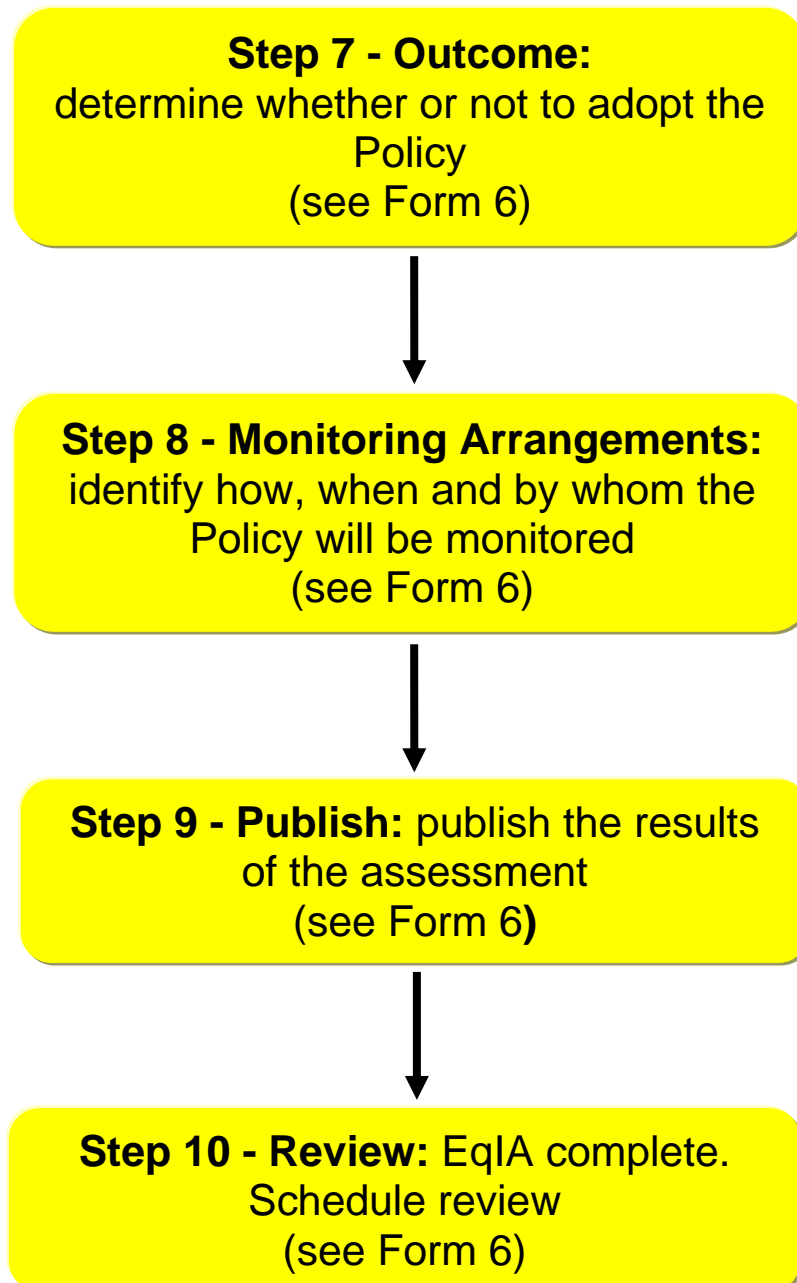 Step 7 - Outcome:
determine whether or not to adopt the
Policy
(see Form 6)
Step 8 - Monitoring Arrangements:
identify how, when and by whom the
Policy will be monitored
(see Form 6)
Step 9 - Publish: publish the results
of the assessment
(see Form 6)
Step 10 - Review: EqIA complete.
Schedule review
(see Form 6)